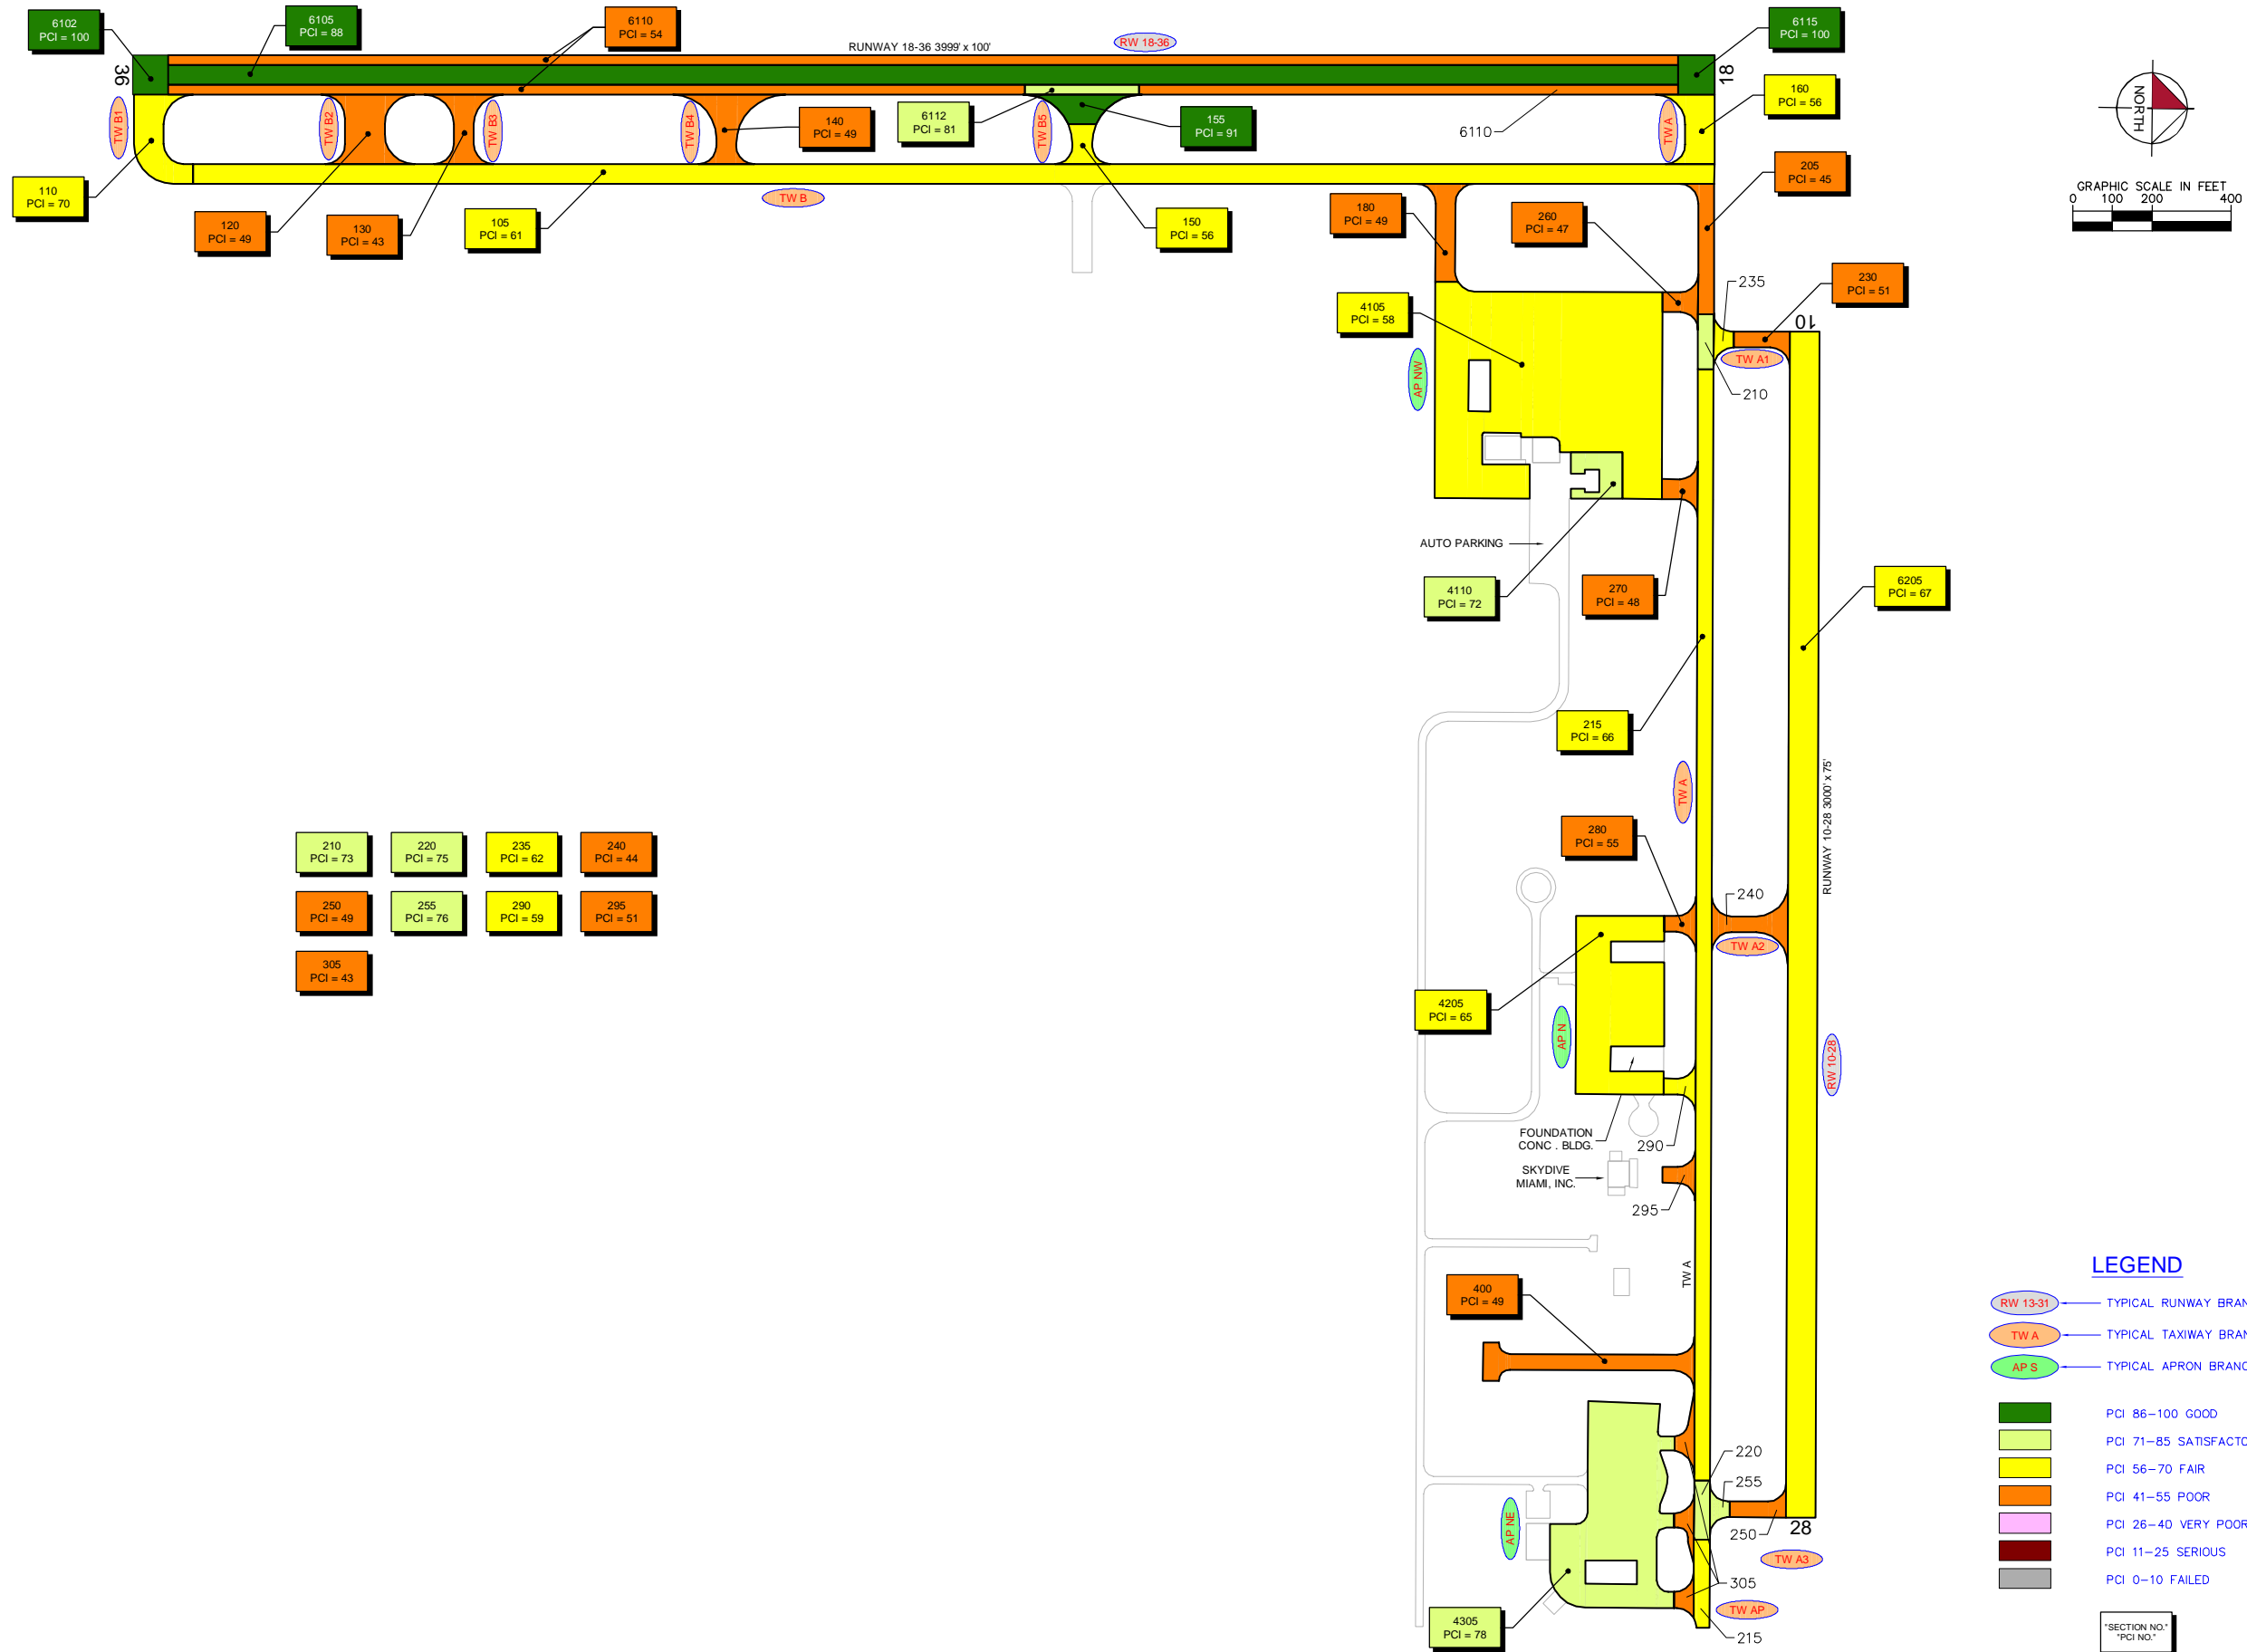 6102
PCI = 100
6105
PCI = 88
6110
PCI = 54
RUNWAY 18-36 3999' x 100'
RW 18-36
6115
PCI = 100
36
18
160
PCI = 56
NORTH
TW B1
TW B2
TW B3
TW B4
140
PCI = 49
6112
PCI = 81
TW B5
155
PCI = 91
6110
TW A
205
PCI = 45
GRAPHIC SCALE IN FEET
0 100 200 400
110
PCI = 70
120
PCI = 49
130
PCI = 43
105
PCI = 61
TW B
150
PCI = 56
180
PCI = 49
260
PCI = 47
235
230
PCI = 51
4105
PCI = 58
10
TW A1
AP NW
210
AUTO PARKING
4110
PCI = 72
270
PCI = 48
6205
PCI = 67
215
PCI = 66
TW A
RUNWAY 10-28 3000' x 75'
210
PCI = 73
220
PCI = 75
235
PCI = 62
240
PCI = 44
250
PCI = 49
255
PCI = 76
290
PCI = 59
295
PCI = 51
305
PCI = 43
280
PCI = 55
240
TW A2
4205
PCI = 65
AP N
RW 10-28
FOUNDATION
CONC . BLDG.
290
SKYDIVE
MIAMI, INC.
295
TW A
400
PCI = 49
220
255
250
28
AP NE
TW A3
305
TW AP
4305
PCI = 78
215
LEGEND
RW 13-31
TYPICAL RUNWAY
TW A
TYPICAL TAXIWAY
AP S
TYPICAL APRON
PCI 86-100 GOOD
PCI 71-85
PCI 56-70 FAIR
PCI 41-55 POOR
PCI 26-40 VERY POOR
PCI 11-25 SERIOUS
PCI 0-10 FAILED
"SECTION NO."
"PCI NO."